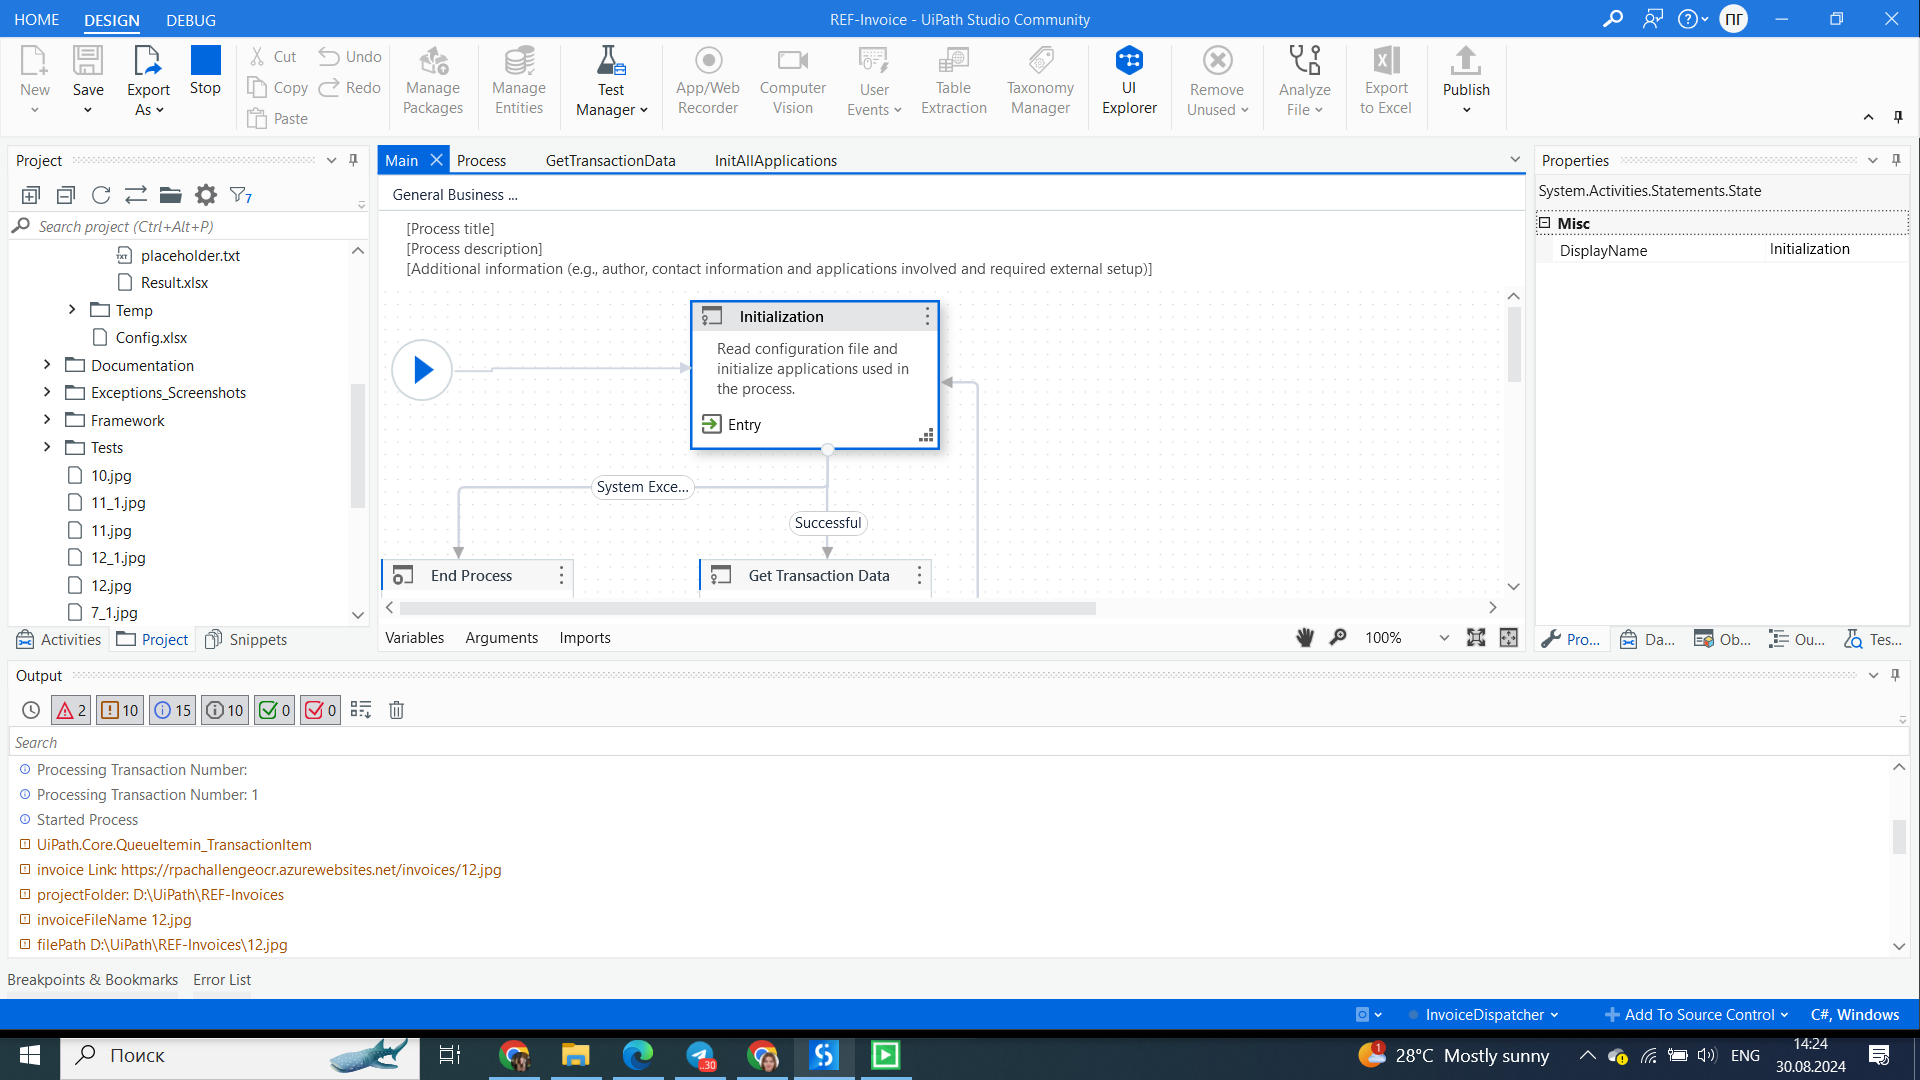 HOME
DESIGN
DEBUG
REF-Invoice - UiPath Studio Community
ПГ
New
Save
Export As
Stop
Cut
Copy
Paste
Undo
Redo
Manage Packages
Manage Entities
Test Manager
App/Web Recorder
Computer Vision
User Events
Table Extraction
Taxonomy Manager
UI Explorer
Remove Unused
Analyze File
Export to Excel
Publish
Project
7
Search project (Ctrl+Alt+P)
placeholder.txt
Result.xlsx
Temp
Config.xlsx
Documentation
Exceptions_Screenshots
Framework
Tests
10.jpg
11_1.jpg
11.jpg
12_1.jpg
12.jpg
7_1.jpg
Activities
Project
Snippets
Main
Process
GetTransactionData
InitAllApplications
General Business ...
[Process title]
[Process description]
[Additional information (e.g., author, contact information and applications involved and required external setup)]
Initialization
Read configuration file and
initialize applications used in
the process.
Entry
System Exce...
Successful
End Process
Get Transaction Data
Variables
Arguments
Imports
100%
Properties
System.Activities.Statements.State
Misc
DisplayName
Initialization
Pro...
Da...
Ob...
Ou...
Tes...
Output
2
10
15
10
0
0
Search
Processing Transaction Number:
Processing Transaction Number: 1
Started Process
UiPath.Core.QueueItemin_TransactionItem
invoice Link: https://rpachallengeocr.azurewebsites.net/invoices/12.jpg
projectFolder: D:\UiPath\REF-Invoices
invoiceFileName 12.jpg
filePath D:\UiPath\REF-Invoices\12.jpg
Breakpoints & Bookmarks
Error List
InvoiceDispatcher
Add To Source Control
C#, Windows
Поиск
..30
1
28°C Mostly sunny
ENG
14:24
30.08.2024